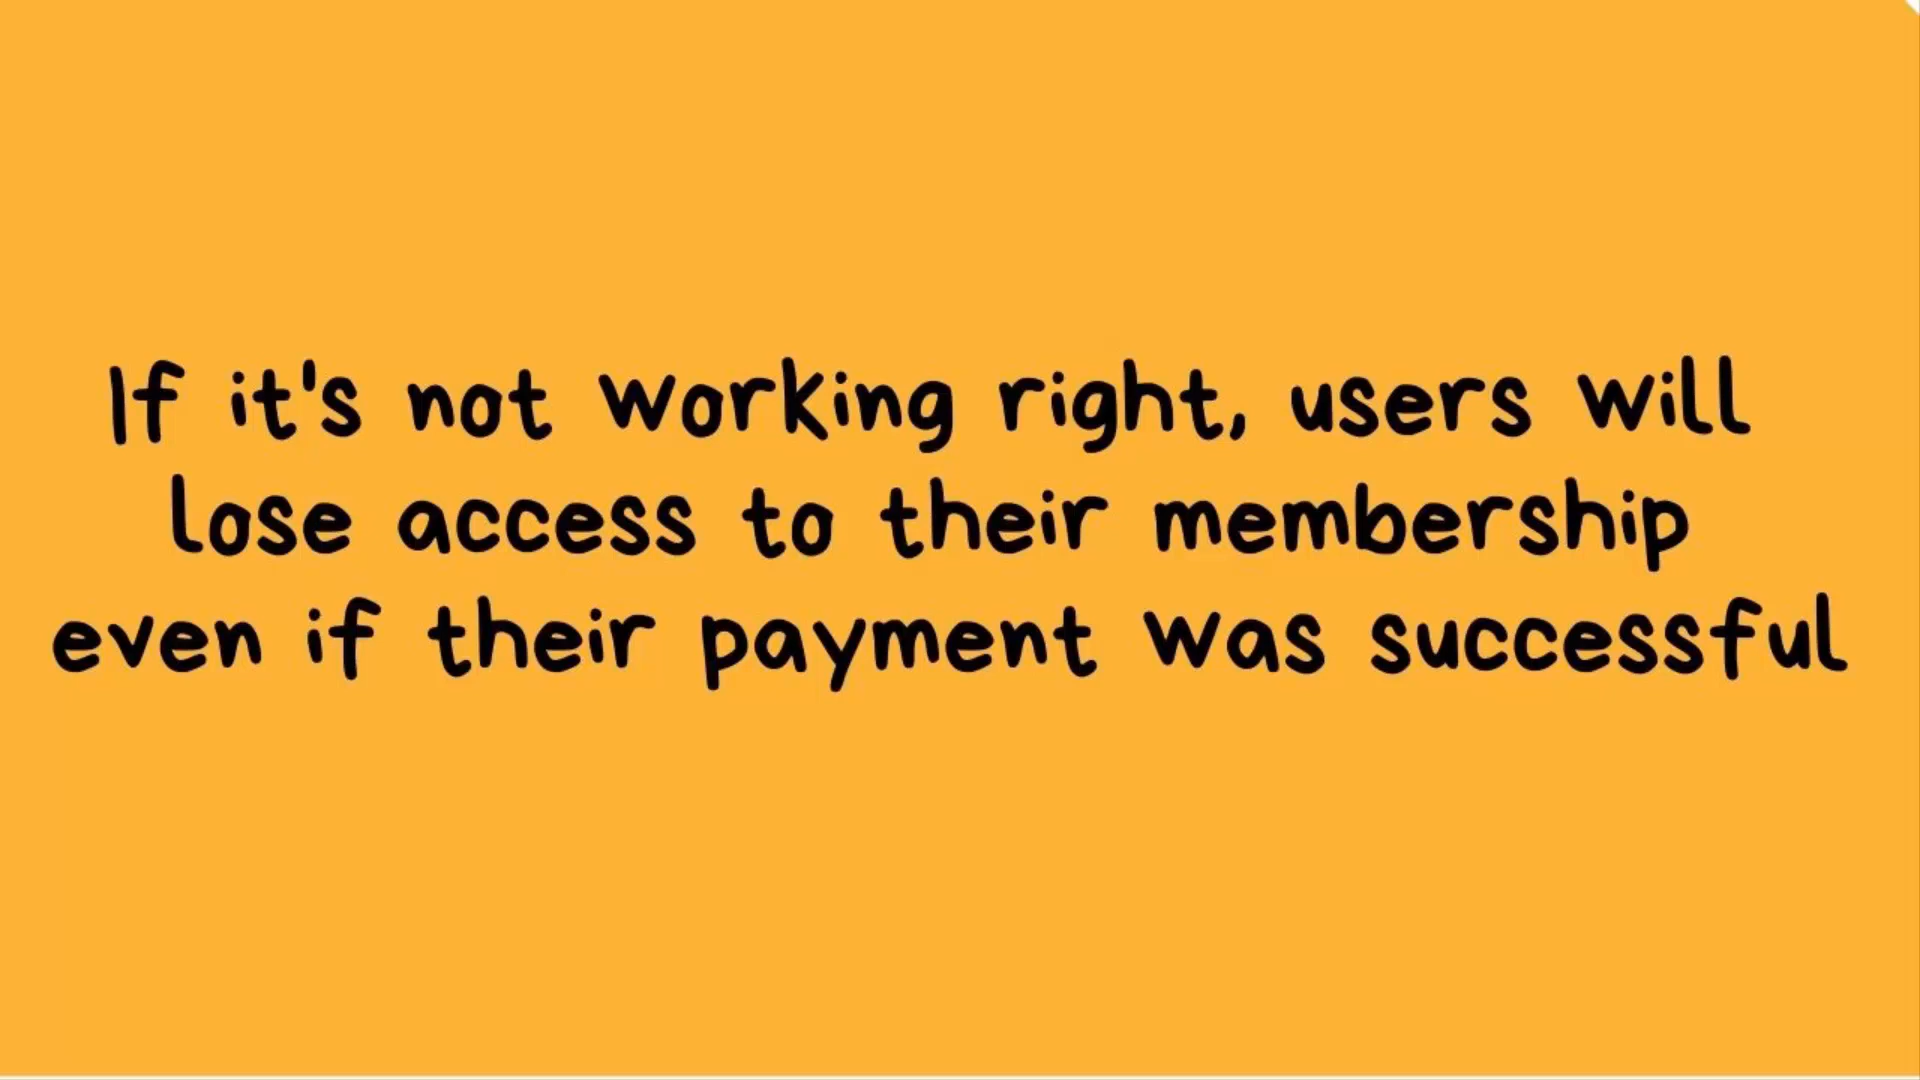 If it's not working right, users will
lose access to their membership
even if their payment was successful